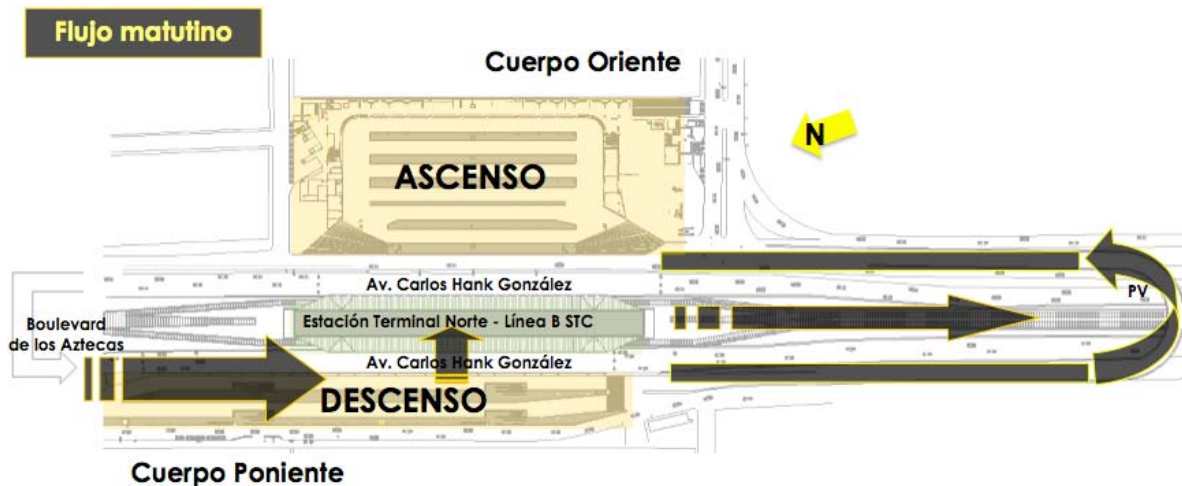 Flujo matutino
Cuerpo Oriente
N
ASCENSO
Av. Carlos Hank González
PV
Estación Terminal Norte - Línea B STC
Boulevard
de los Aztecas
Av. Carlos Hank González
DESCENSO
Cuerpo Poniente